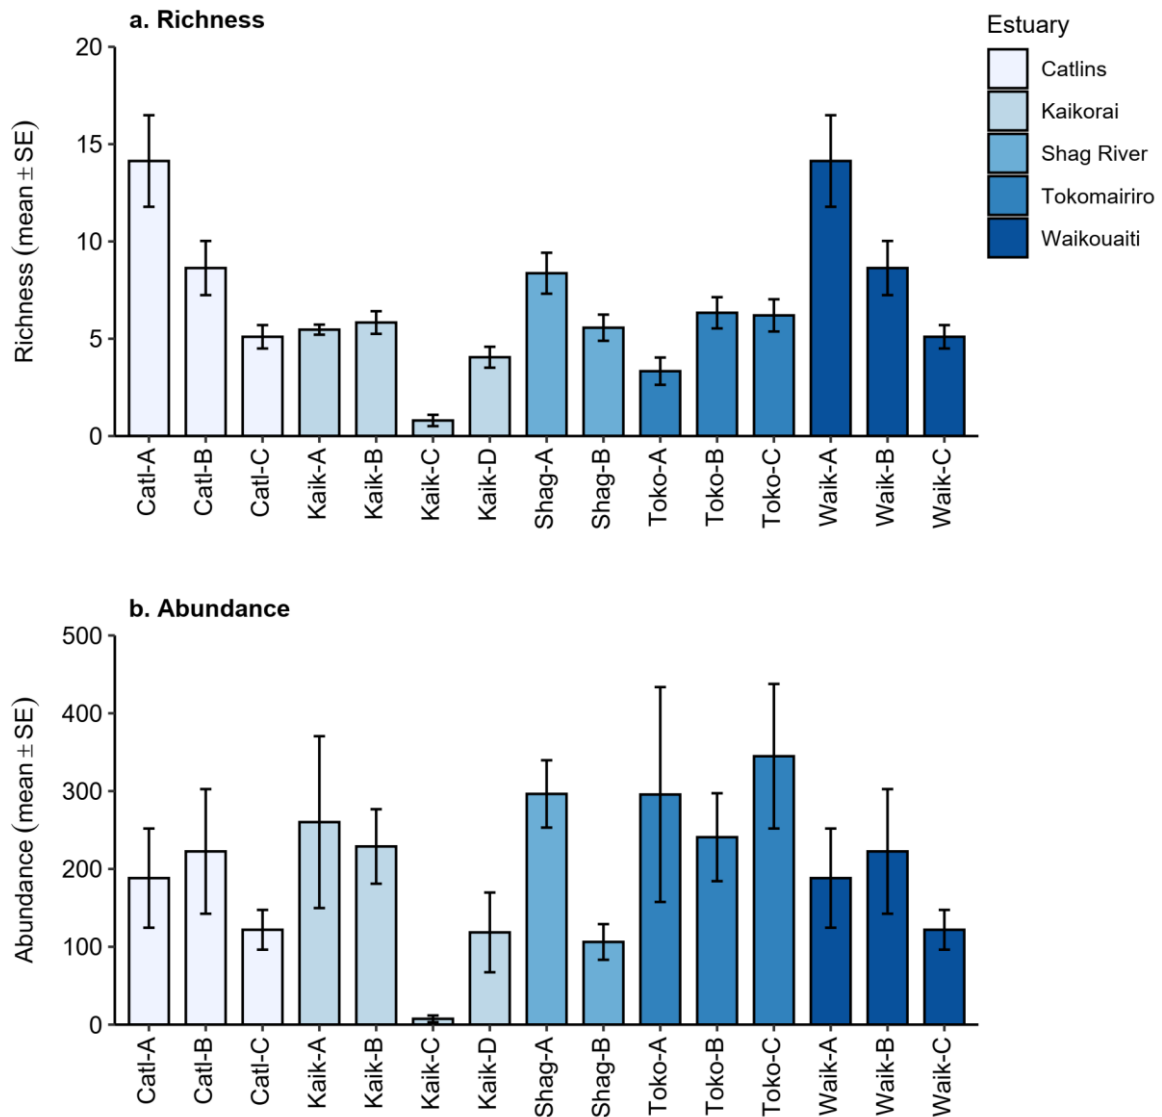 a. Richness
Richness (mean ± SE)
20
15
10
5
0
Catl-A
Catl-B
Catl-C
Kaik-A
Kaik-B
Kaik-C
Kaik-D
Shag-A
Shag-B
Toko-A
Toko-B
Toko-C
Waik-A
Waik-B
Waik-C
Estuary
Catlins
Kaikorai
Shag River
Tokomairiro
Waikouaiti
b. Abundance
Abundance (mean ± SE)
500
400
300
200
100
0
Catl-A
Catl-B
Catl-C
Kaik-A
Kaik-B
Kaik-C
Kaik-D
Shag-A
Shag-B
Toko-A
Toko-B
Toko-C
Waik-A
Waik-B
Waik-C